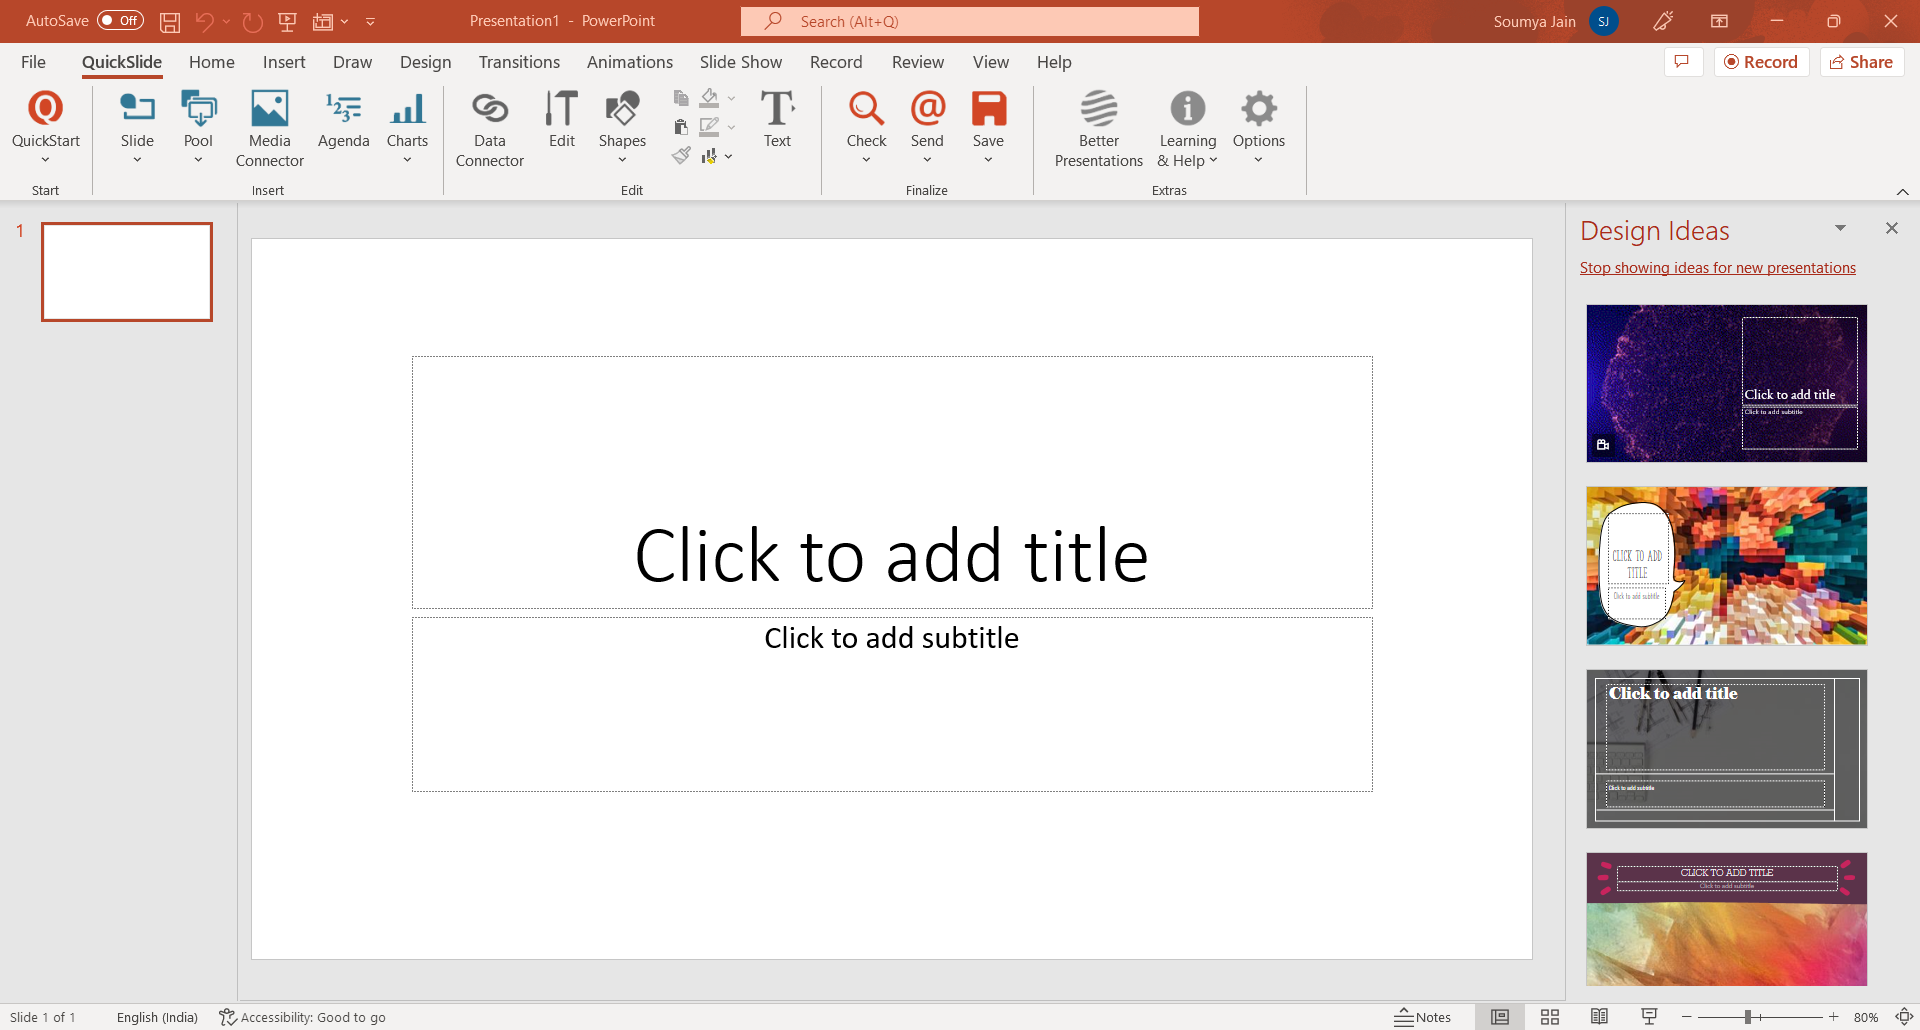 AutoSave Off
Presentation1 - PowerPoint
Search (Alt+Q)
Soumya Jain SJ
File QuickSlide Home Insert Draw Design Transitions Animations Slide Show Record Review View Help
Record Share
QuickStart
Start
Slide Pool Media Connector Agenda Charts
Insert
Data Connector Edit Shapes Text
Edit
Check Send Save
Finalize
Better Presentations Learning & Help Options
Extras
1
Click to add title
Click to add subtitle
Design Ideas
Stop showing ideas for new presentations
Click to add title
Click to add subtitle
CLICK TO ADD
TITLE
Click to add subtitle
Click to add title
Click to add subtitle
CLICK TO ADD TITLE
Click to add subtitle
Slide 1 of 1 English (India) Accessibility: Good to go
Notes 80%